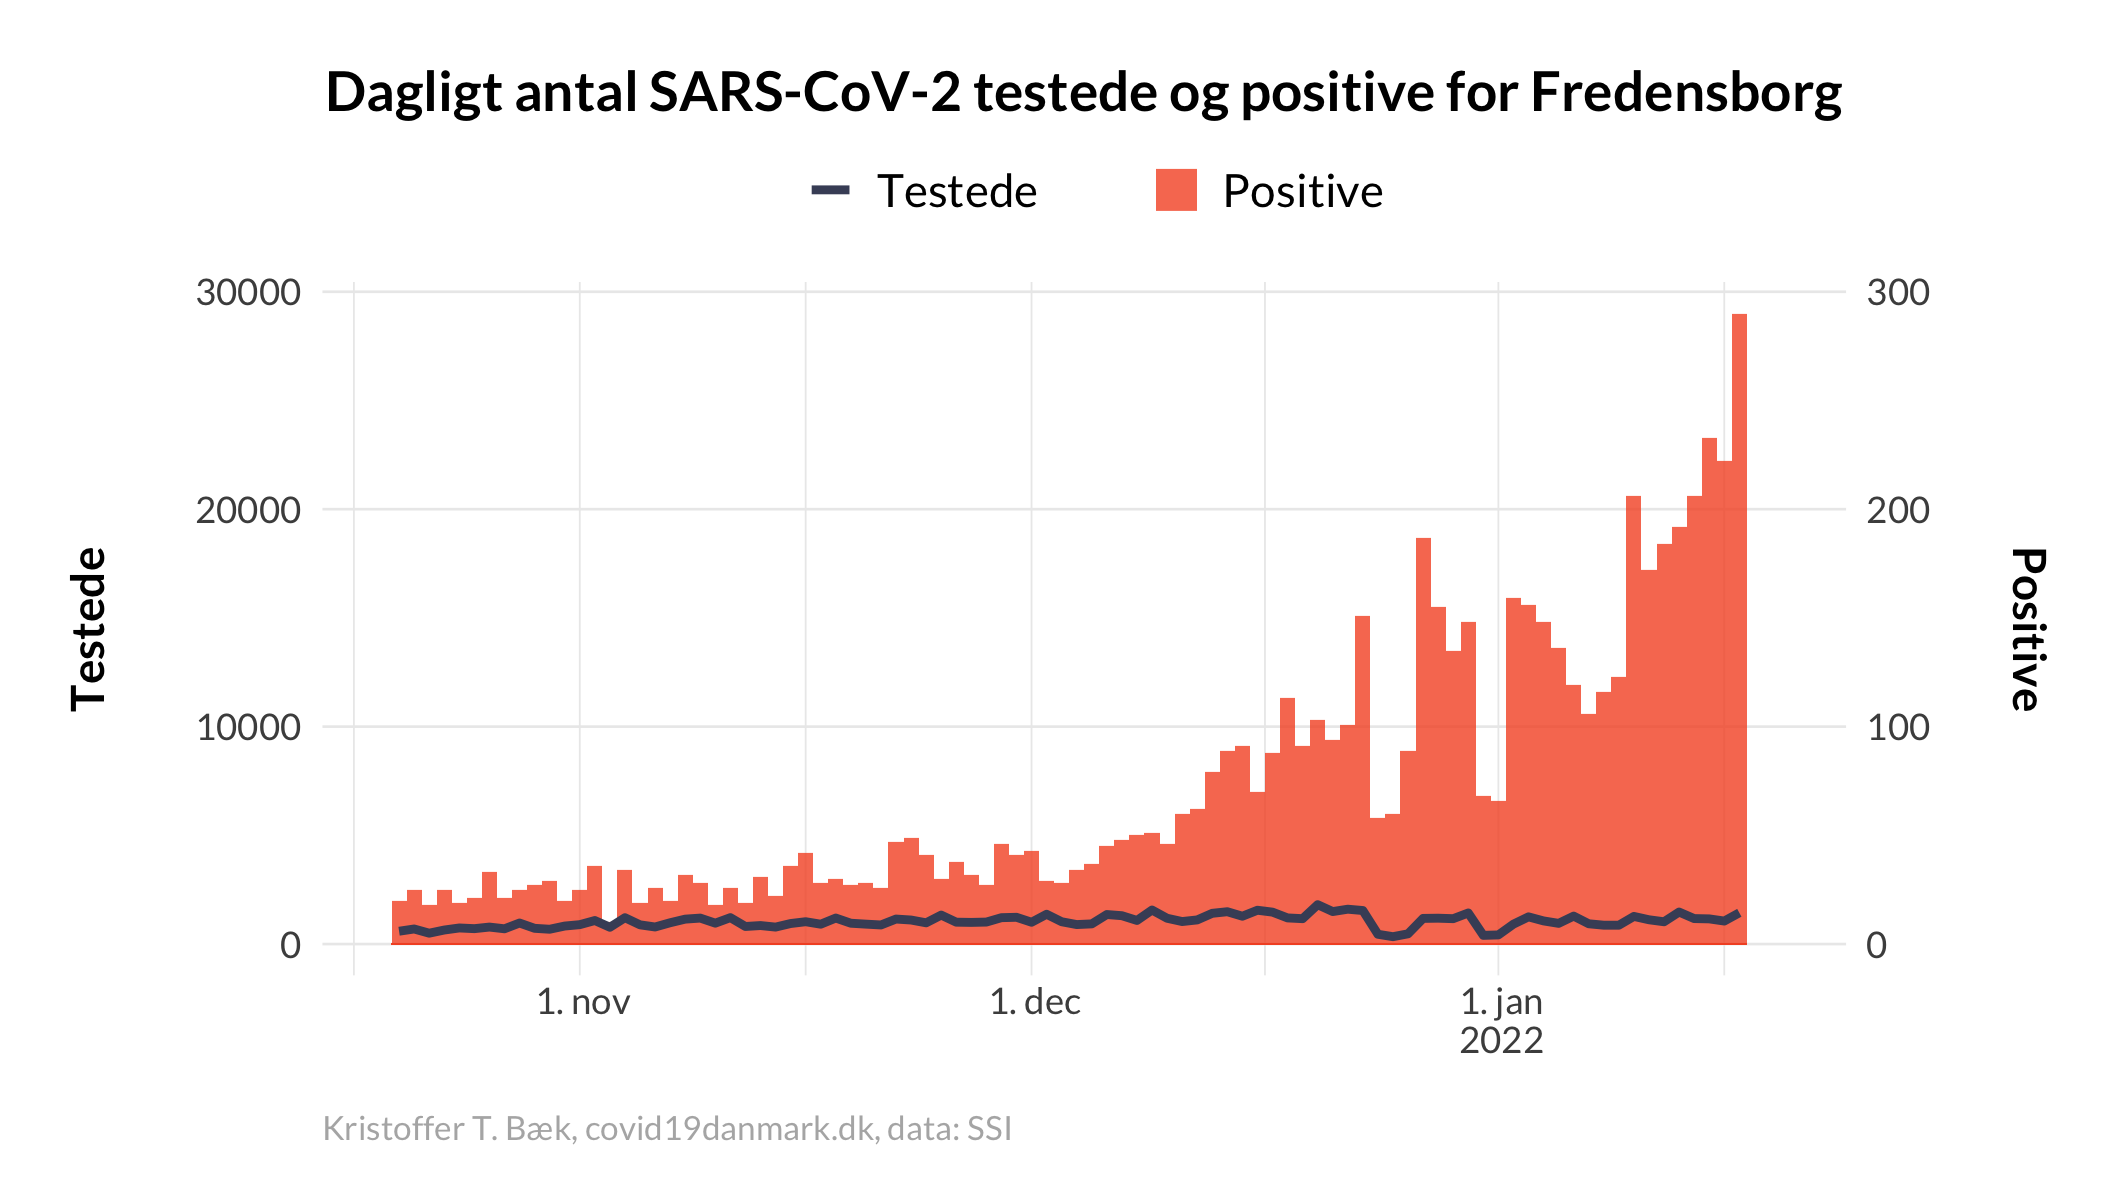 Dagligt antal SARS-CoV-2 testede og positive for Fredensborg
Testede
Positive
30000
20000
10000
0
Testede
300
200
100
0
Positive
1. nov
1. dec
1. jan
2022
Kristoffer T. Bæk, covid19danmark.dk, data: SSI